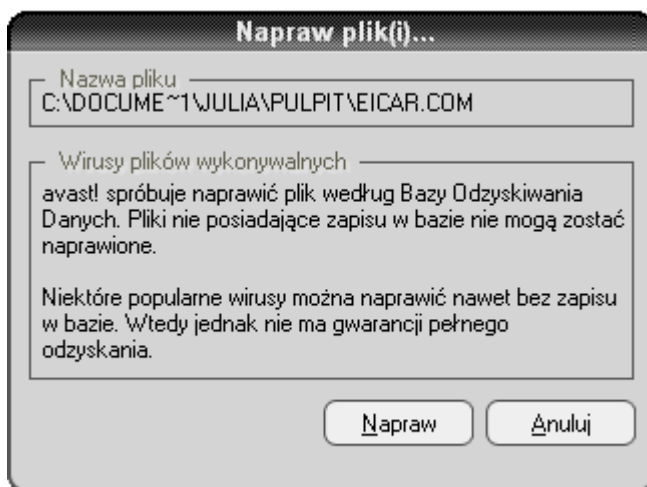 Napraw plik(i)...
Nazwa pliku
C:\DOCUME~1\JULIA\PULPIT\EICAR.COM
Wirusy plików wykonywalnych
avast! spróbuje naprawić plik według Bazy Odzyskiwania
Danych. Pliki nie posiadające zapisu w bazie nie mogą zostać
naprawione.
Niektóre popularne wirusy można naprawić nawet bez zapisu
w bazie. Wtedy jednak nie ma gwarancji pełnego
odzyskania.
Napraw
Anuluj